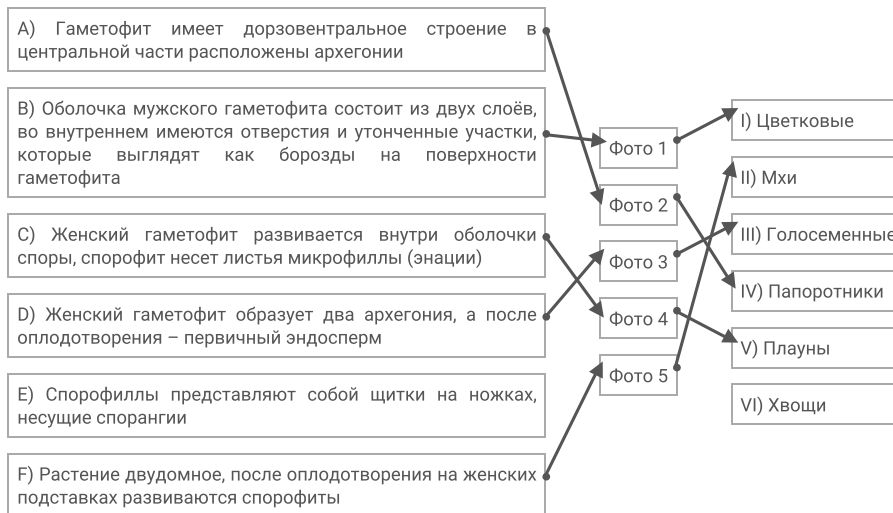 A) Гаметофит имеет дорзовентральное строение в
центральной части расположены архегонии
B) Оболочка мужского гаметофита состоит из двух слоёв,
во внутреннем имеются отверстия и утонченные участки,
которые выглядят как борозды на поверхности
гаметофита
C) Женский гаметофит развивается внутри оболочки
споры, спорофит несет листья микрофиллы (энации)
D) Женский гаметофит образует два архегония, а после
оплодотворения – первичный эндосперм
E) Спорофиллы представляют собой щитки на ножках,
несущие спорангии
F) Растение двудомное, после оплодотворения на женских
подставках развиваются спорофиты
Фото 1
Фото 2
Фото 3
Фото 4
Фото 5
I) Цветковые
II) Мхи
III) Голосеменные
IV) Папоротники
V) Плауны
VI) Хвощи